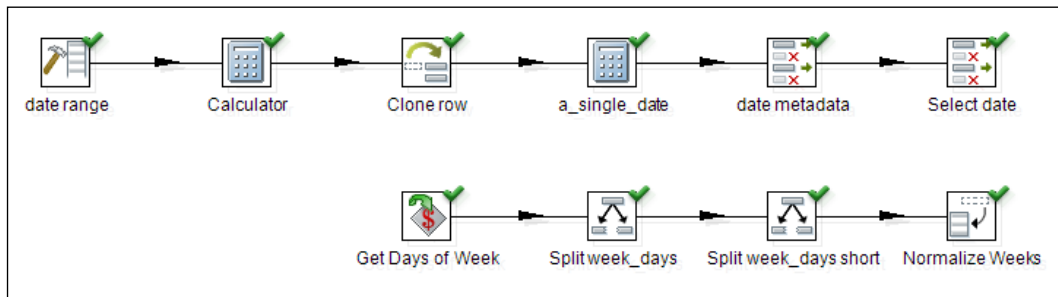 date range
Calculator
Clone row
a_single_date
date metadata
Select date
$
Get Days of Week
Split week_days
Split week_days short
Normalize Weeks